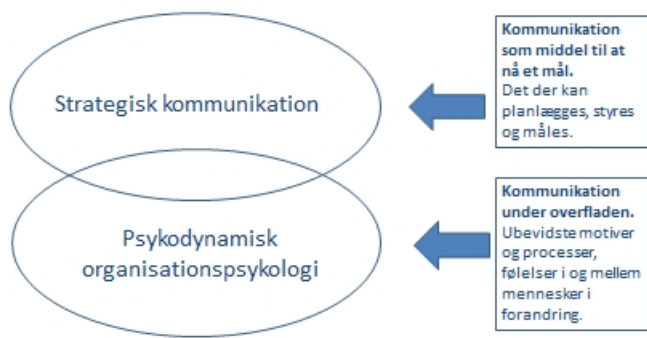 Strategisk kommunikation
Kommunikation
som middel til at
nå et mål.
Det der kan
planlægges, styres
og måles.
Psykodynamisk
organisationspsykologi
Kommunikation
under overfladen.
Ubevidste motiver
og processer,
følelser i og mellem
mennesker i
forandring.